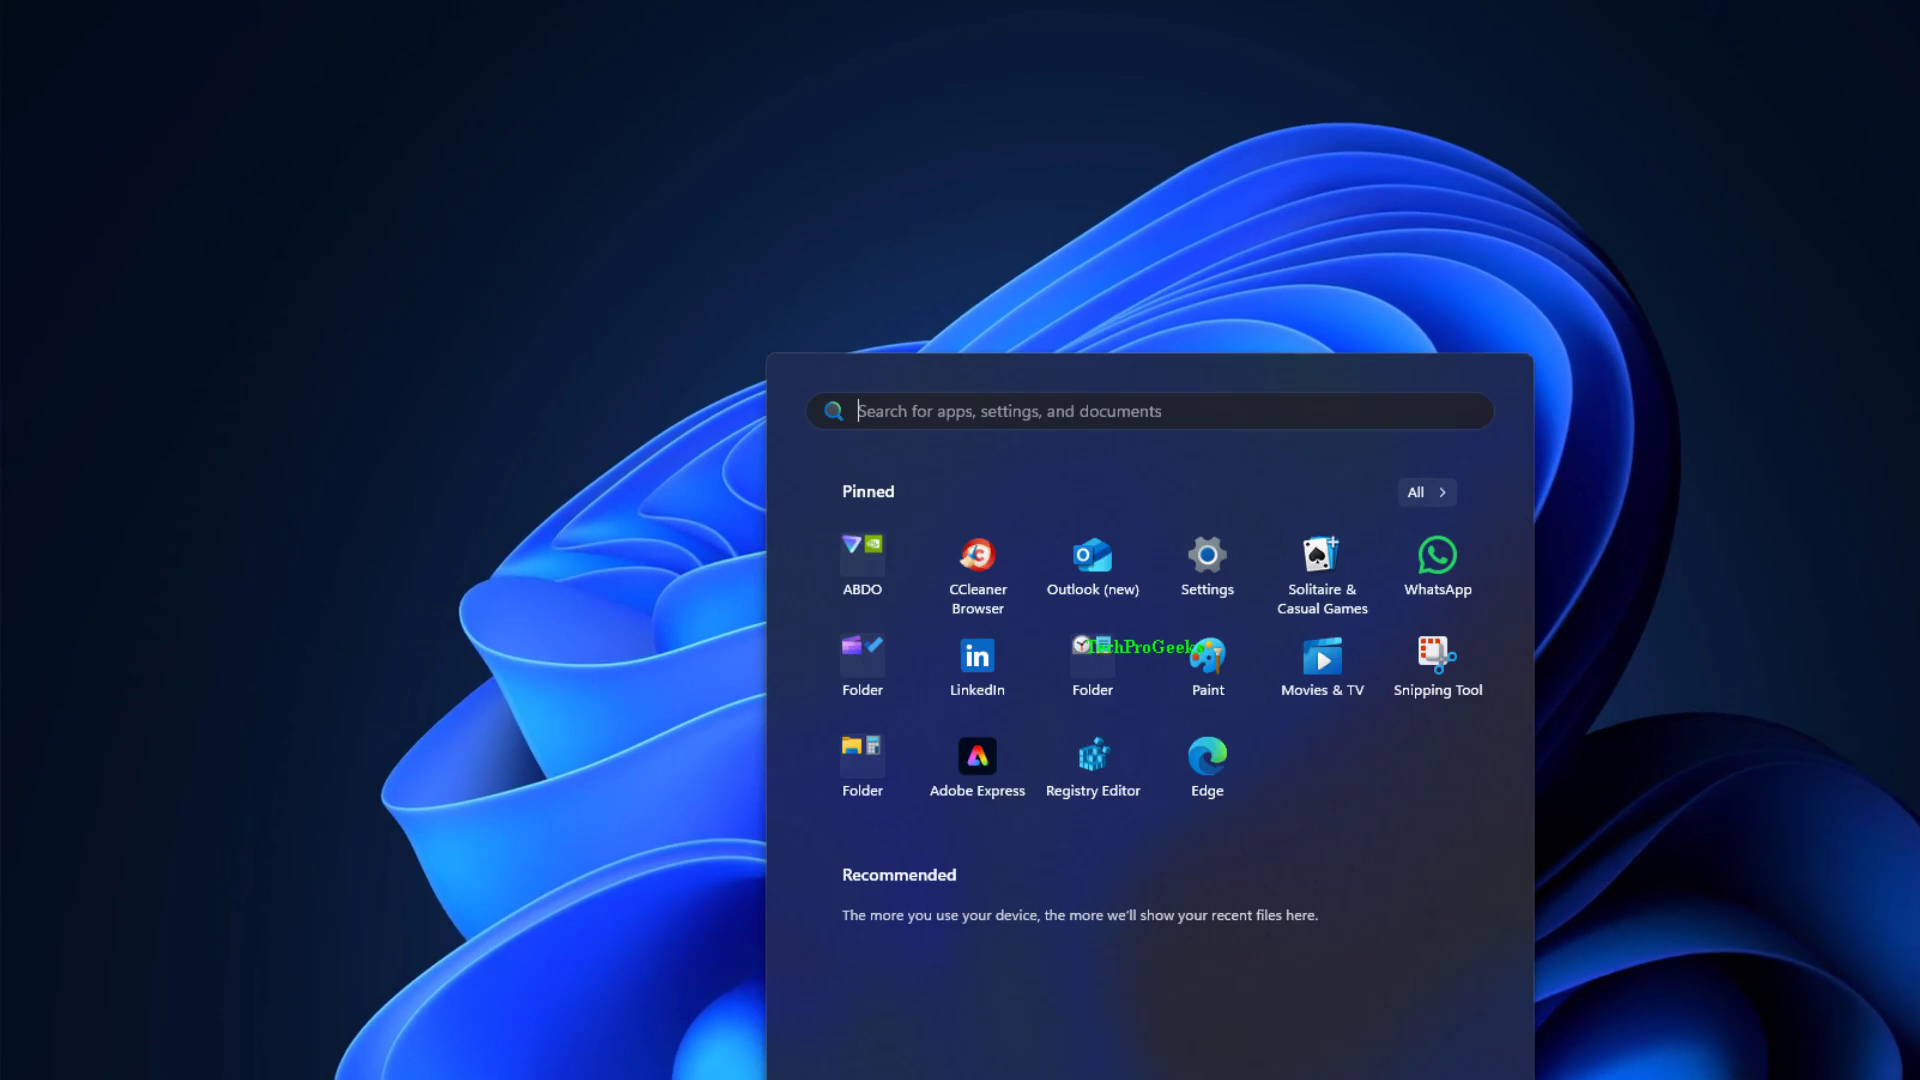 Search for apps, settings, and documents
Pinned
All
ABDO
CCleaner
Browser
Outlook (new)
Settings
Solitaire &
Casual Games
WhatsApp
TechProGeeks
Folder
LinkedIn
Folder
Paint
Movies & TV
Snipping Tool
Folder
Adobe Express
Registry Editor
Edge
Recommended
The more you use your device, the more we'll show your recent files here.